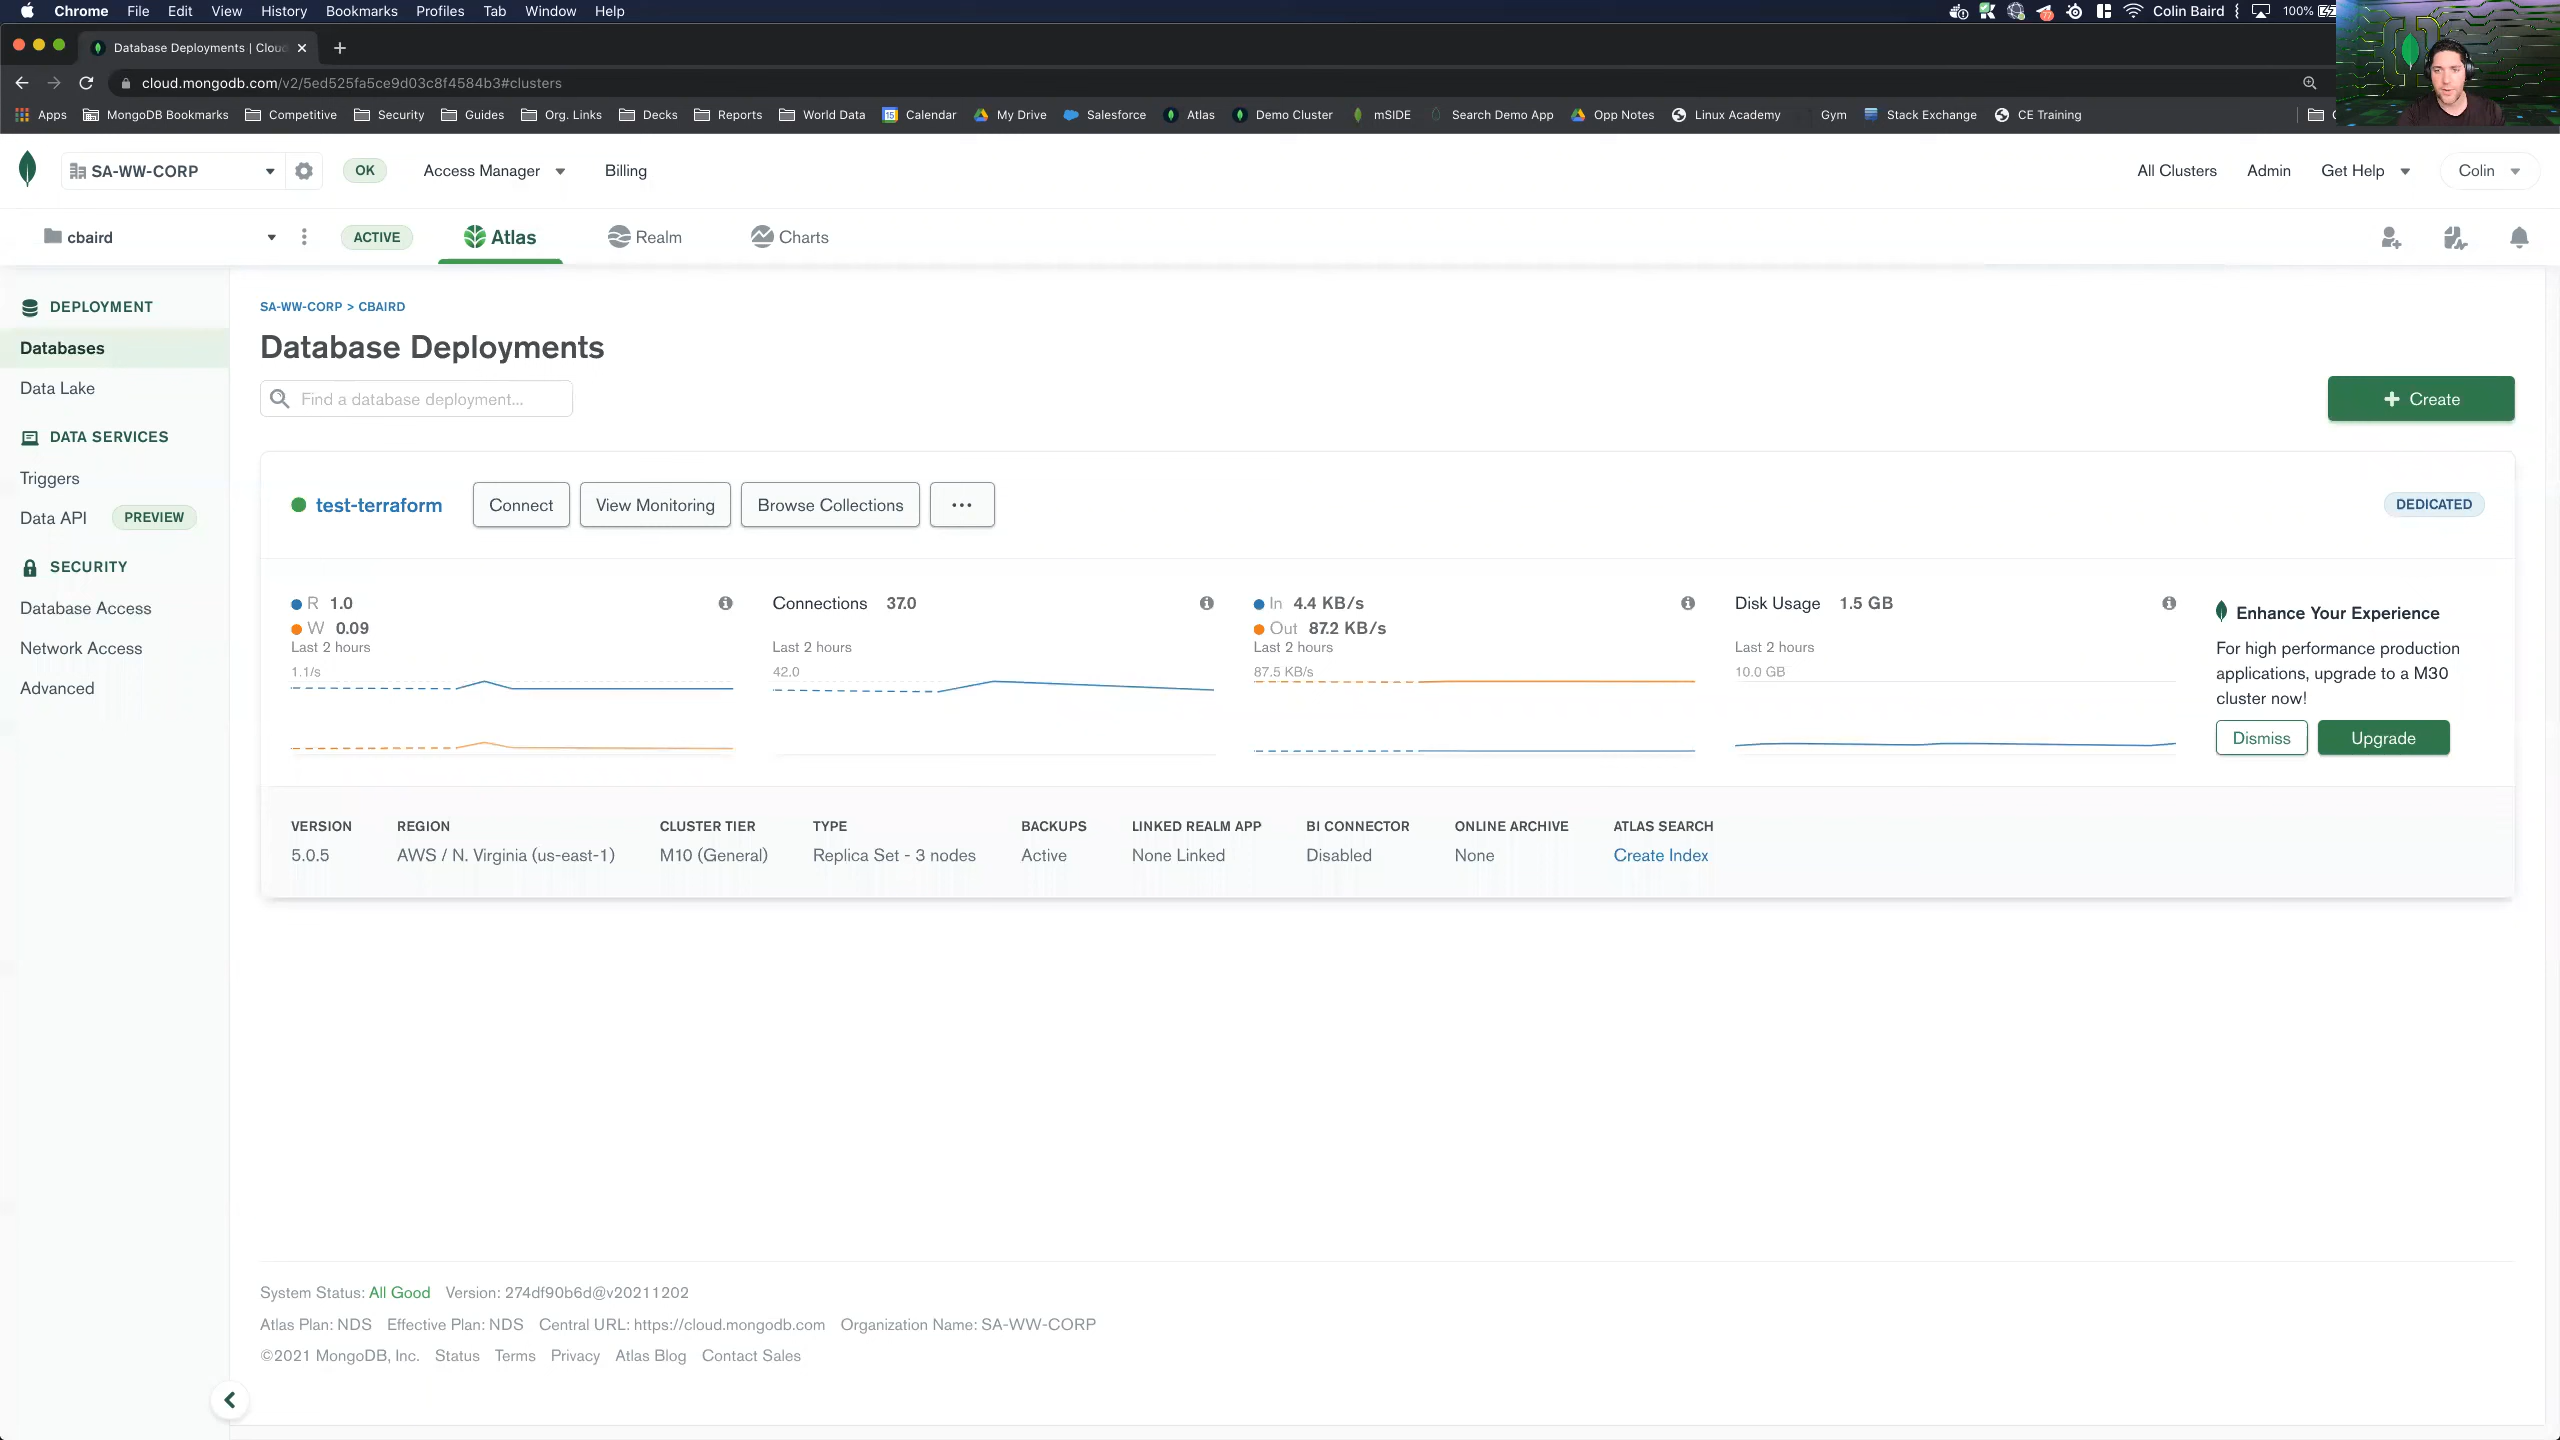 Chrome File Edit View History Bookmarks Profiles Tab Window Help Colin Baird 100%
Database Deployments | Clou
cloud.mongodb.com/v2/5ed525fa5ce9d03c8f4584b3#clusters
Apps MongoDB Bookmarks Competitive Security Guides Org. Links Decks Reports World Data Calendar My Drive Salesforce Atlas Demo Cluster mSIDE Search Demo App Opp Notes Linux Academy Gym Stack Exchange CE Training
SA-WW-CORP OK Access Manager Billing All Clusters Admin Get Help Colin
cbaird ACTIVE Atlas Realm Charts
DEPLOYMENT
Databases
Data Lake
DATA SERVICES
Triggers
Data API PREVIEW
SECURITY
Database Access
Network Access
Advanced
SA-WW-CORP > CBAIRD
Database Deployments
Find a database deployment...
+ Create
test-terraform Connect View Monitoring Browse Collections ... DEDICATED
R 1.0
W 0.09
Last 2 hours
1.1/s
Connections 37.0
Last 2 hours
42.0
In 4.4 KB/s
Out 87.2 KB/s
Last 2 hours
87.5 KB/s
Disk Usage 1.5 GB
Last 2 hours
10.0 GB
Enhance Your Experience
For high performance production
applications, upgrade to a M30
cluster now!
Dismiss Upgrade
VERSION REGION CLUSTER TIER TYPE BACKUPS LINKED REALM APP BI CONNECTOR ONLINE ARCHIVE ATLAS SEARCH
5.0.5 AWS / N. Virginia (us-east-1) M10 (General) Replica Set - 3 nodes Active None Linked Disabled None Create Index
System Status: All Good Version: 274df90b6d@v20211202
Atlas Plan: NDS Effective Plan: NDS Central URL: https://cloud.mongodb.com Organization Name: SA-WW-CORP
©2021 MongoDB, Inc. Status Terms Privacy Atlas Blog Contact Sales